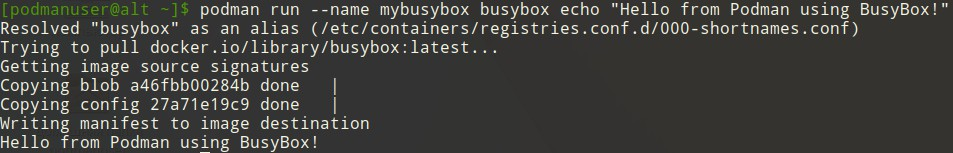 [podmanuser@alt ~]$ podman run --name mybusybox busybox echo "Hello from Podman using BusyBox!"
Resolved "busybox" as an alias (/etc/containers/registries.conf.d/000-shortnames.conf)
Trying to pull docker.io/library/busybox:latest...
Getting image source signatures
Copying blob a46fbb00284b done   |
Copying config 27a71e19c9 done   |
Writing manifest to image destination
Hello from Podman using BusyBox!